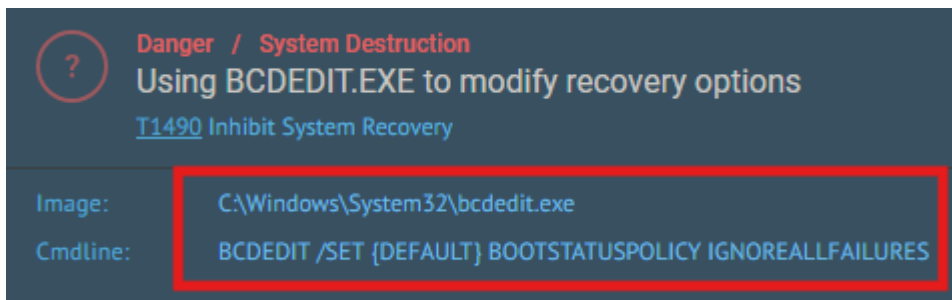 ?
Danger / System Destruction
Using BCDEDIT.EXE to modify recovery options
T1490 Inhibit System Recovery
Image: C:\Windows\System32\bcdedit.exe
Cmdline: BCDEDIT /SET {DEFAULT} BOOTSTATUSPOLICY IGNOREALLFAILURES